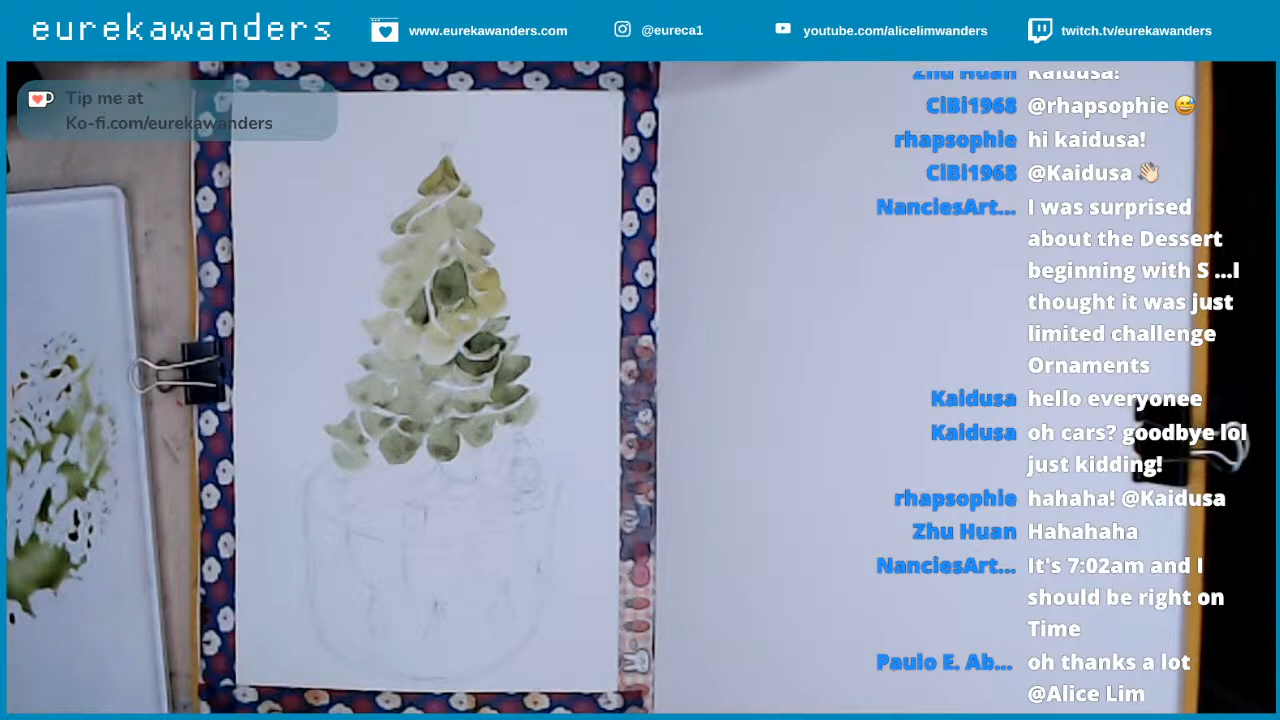 eurekawanders
www.eurekawanders.com
@eureca1
youtube.com/alicelimwanders
twitch.tv/eurekawanders
Tip me at
Ko-fi.com/eurekawanders
Zhu Huan Kaidusa!
CiBi1968 @rhapsophie 😅
rhapsophie hi kaidusa!
CiBi1968 @Kaidusa 👋🏻
NanciesArt... I was surprised
about the Dessert
beginning with S ...I
thought it was just
limited challenge
Ornaments
Kaidusa hello everyonee
Kaidusa oh cars? goodbye lol
just kidding!
rhapsophie hahaha! @Kaidusa
Zhu Huan Hahahaha
NanciesArt... It's 7:02am and I
should be right on
Time
Paulo E. Ab... oh thanks a lot
@Alice Lim